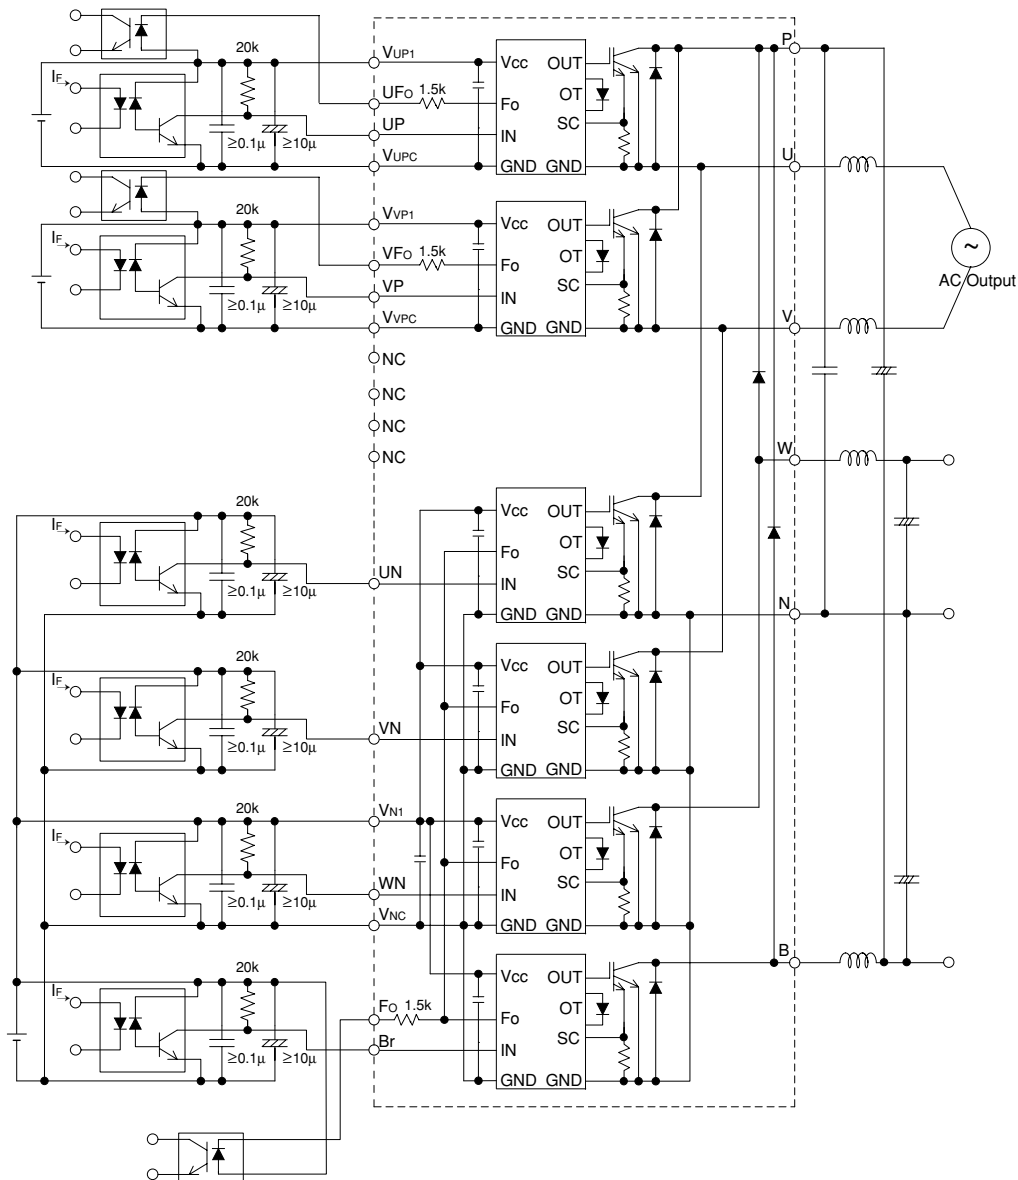 P
20k
VUP1
Vcc OUT
IF
UFO 1.5k
OT
Fo
UP
SC
IN
≥0.1µ ≥10µ
VUPC
GND GND
U
20k
VVP1
Vcc OUT
IF
VFO 1.5k
OT
Fo
~
AC Output
VP
SC
IN
≥0.1µ ≥10µ
VVPC
GND GND
V
NC
NC
NC
NC
W
20k
Vcc OUT
IF
OT
Fo
SC
UN
IN
≥0.1µ ≥10µ
GND GND
N
20k
Vcc OUT
IF
OT
Fo
SC
VN
IN
≥0.1µ ≥10µ
GND GND
20k
VN1
Vcc OUT
IF
OT
Fo
SC
WN
IN
≥0.1µ ≥10µ
VNC
GND GND
B
20k
Vcc OUT
IF
FO 1.5k
OT
Fo
SC
Br
IN
≥0.1µ ≥10µ
GND GND